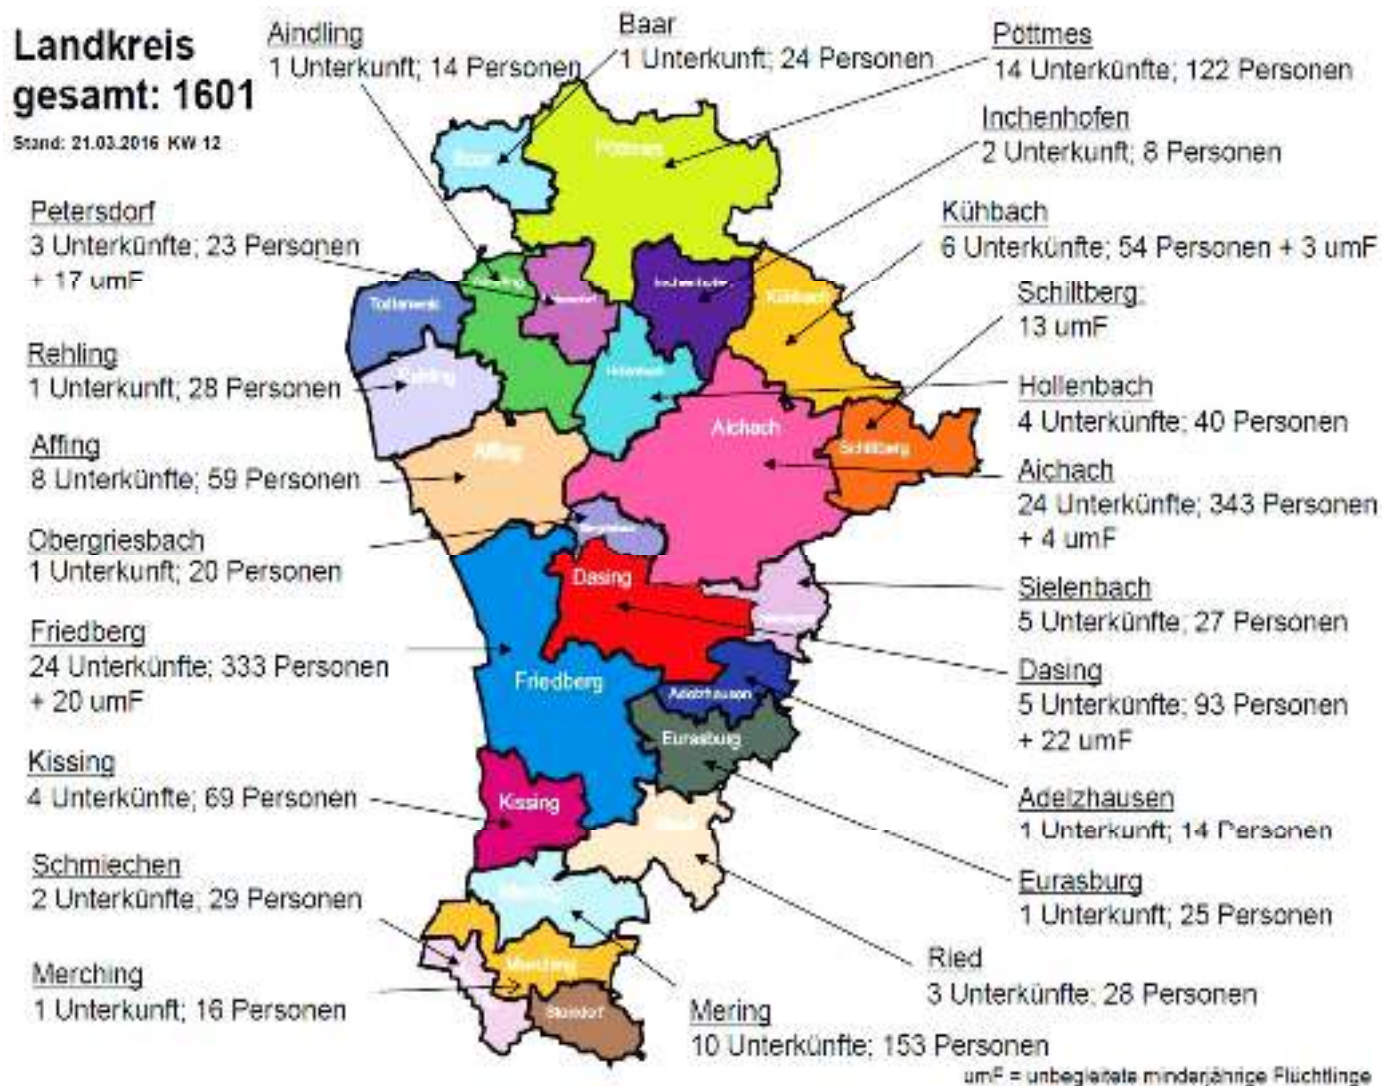 Landkreis
gesamt: 1601
Stand: 21.03.2016 KW 12
Aindling
1 Unterkunft; 14 Personen
Baar
1 Unterkunft; 24 Personen
Pöttmes
14 Unterkünfte; 122 Personen
Inchenhofen
2 Unterkunft; 8 Personen
Kühbach
6 Unterkünfte; 54 Personen + 3 umF
Schiltberg:
13 umF
Hollenbach
4 Unterkünfte; 40 Personen
Aichach
24 Unterkünfte; 343 Personen
+ 4 umF
Sielenbach
5 Unterkünfte; 27 Personen
Dasing
5 Unterkünfte; 93 Personen
+ 22 umF
Adelzhausen
1 Unterkunft; 14 Personen
Eurasburg
1 Unterkunft; 25 Personen
Ried
3 Unterkünfte; 28 Personen
Mering
10 Unterkünfte; 153 Personen
Petersdorf
3 Unterkünfte; 23 Personen
+ 17 umF
Rehling
1 Unterkunft; 28 Personen
Affing
8 Unterkünfte; 59 Personen
Obergriesbach
1 Unterkunft; 20 Personen
Friedberg
24 Unterkünfte; 333 Personen
+ 20 umF
Kissing
4 Unterkünfte; 69 Personen
Schmiechen
2 Unterkünfte; 29 Personen
Merching
1 Unterkunft; 16 Personen
Baar
Pöttmes
Inchenhofen
Kühbach
Rehling
Hollenbach
Aichach
Schiltberg
Affing
Dasing
Friedberg
Adelzhausen
Eurasburg
Kissing
Merching
umF = unbegleitete minderjährige Flüchtlinge